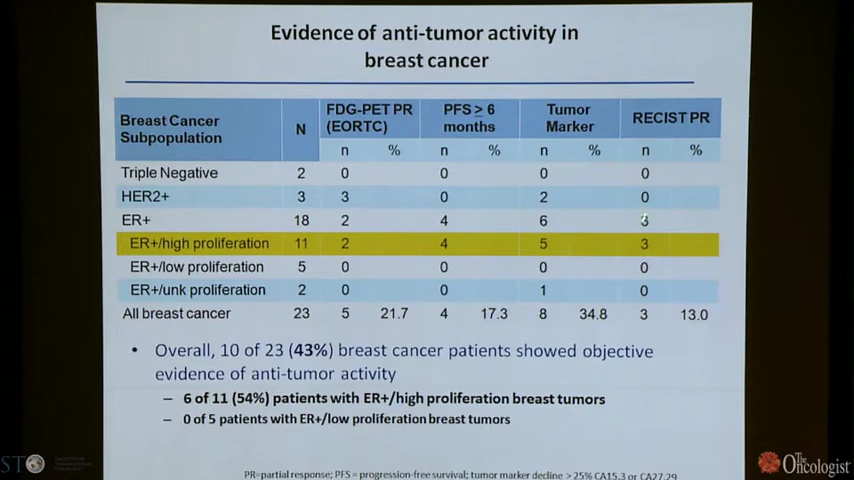 Evidence of anti-tumor activity in
breast cancer
Breast Cancer Subpopulation N FDG-PET PR (EORTC) PFS ≥ 6 months Tumor Marker RECIST PR
n % n % n % n %
Triple Negative 2 0 0 0 0
HER2+ 3 3 0 2 0
ER+ 18 2 4 6 3
ER+/high proliferation 11 2 4 5 3
ER+/low proliferation 5 0 0 0 0
ER+/unk proliferation 2 0 0 1 0
All breast cancer 23 5 21.7 4 17.3 8 34.8 3 13.0
• Overall, 10 of 23 (43%) breast cancer patients showed objective
evidence of anti-tumor activity
– 6 of 11 (54%) patients with ER+/high proliferation breast tumors
– 0 of 5 patients with ER+/low proliferation breast tumors
PR=partial response; PFS = progression-free survival; tumor marker decline > 25% CA15.3 or CA27.29
The
Oncologist